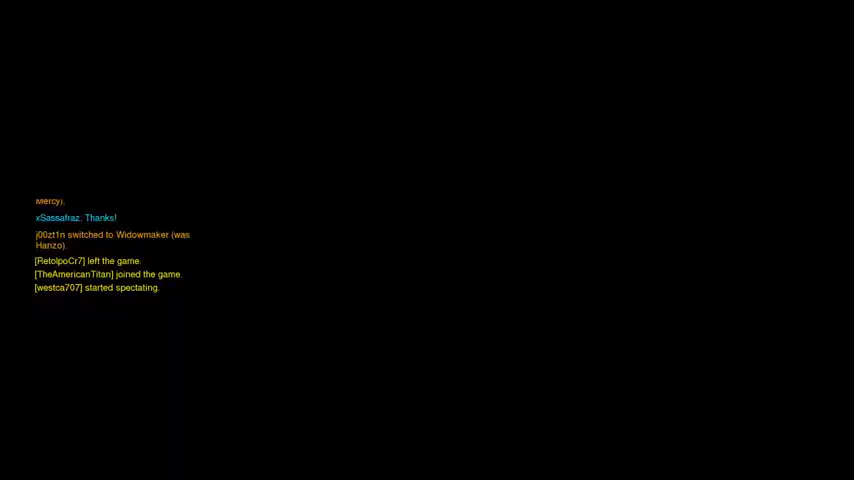 Mercy).
xSassafraz: Thanks!
j00zt1n switched to Widowmaker (was
Hanzo).
[RetolpoCr7] left the game.
[TheAmericanTitan] joined the game.
[westca707] started spectating.